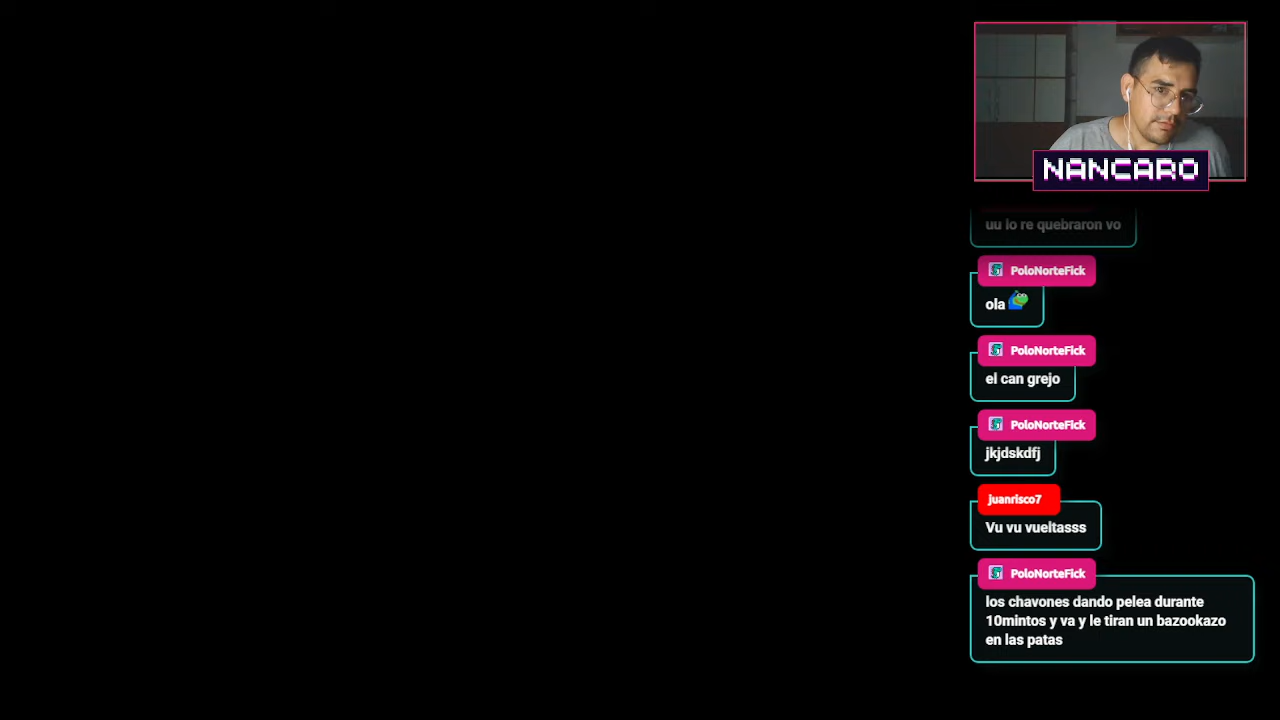 NANCARO
uu lo re quebraron vo
PoloNorteFick
ola
PoloNorteFick
el can grejo
PoloNorteFick
jkjdskdfj
juanrisco7
Vu vu vueltasss
PoloNorteFick
los chavones dando pelea durante
10mintos y va y le tiran un bazookazo
en las patas